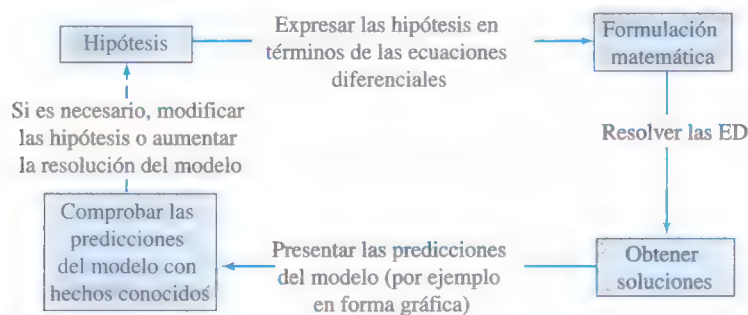 Hipótesis
Expresar las hipótesis en
términos de las ecuaciones
diferenciales
Formulación
matemática
Si es necesario, modificar
las hipótesis o aumentar
la resolución del modelo
Resolver las ED
Comprobar las
predicciones
del modelo con
hechos conocidos
Presentar las predicciones
del modelo (por ejemplo
en forma gráfica)
Obtener
soluciones